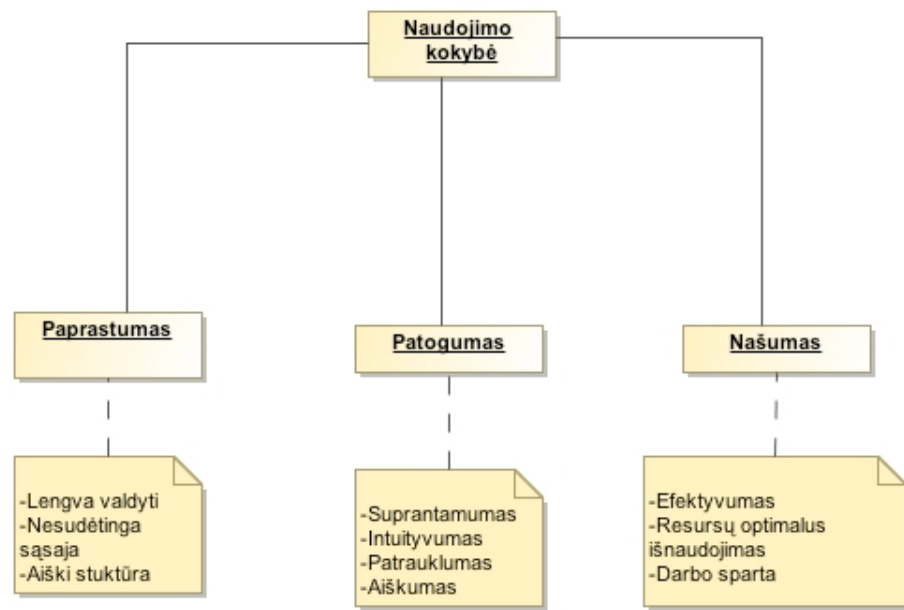 Naudojimo
kokybė
Paprastumas
Patogumas
Našumas
-Lengva valdyti
-Nesudėtinga
sąsaja
-Aiški stuktūra
-Suprantamumas
-Intuityvumas
-Patrauklumas
-Aiškumas
-Efektyvumas
-Resursų optimalus
išnaudojimas
-Darbo sparta